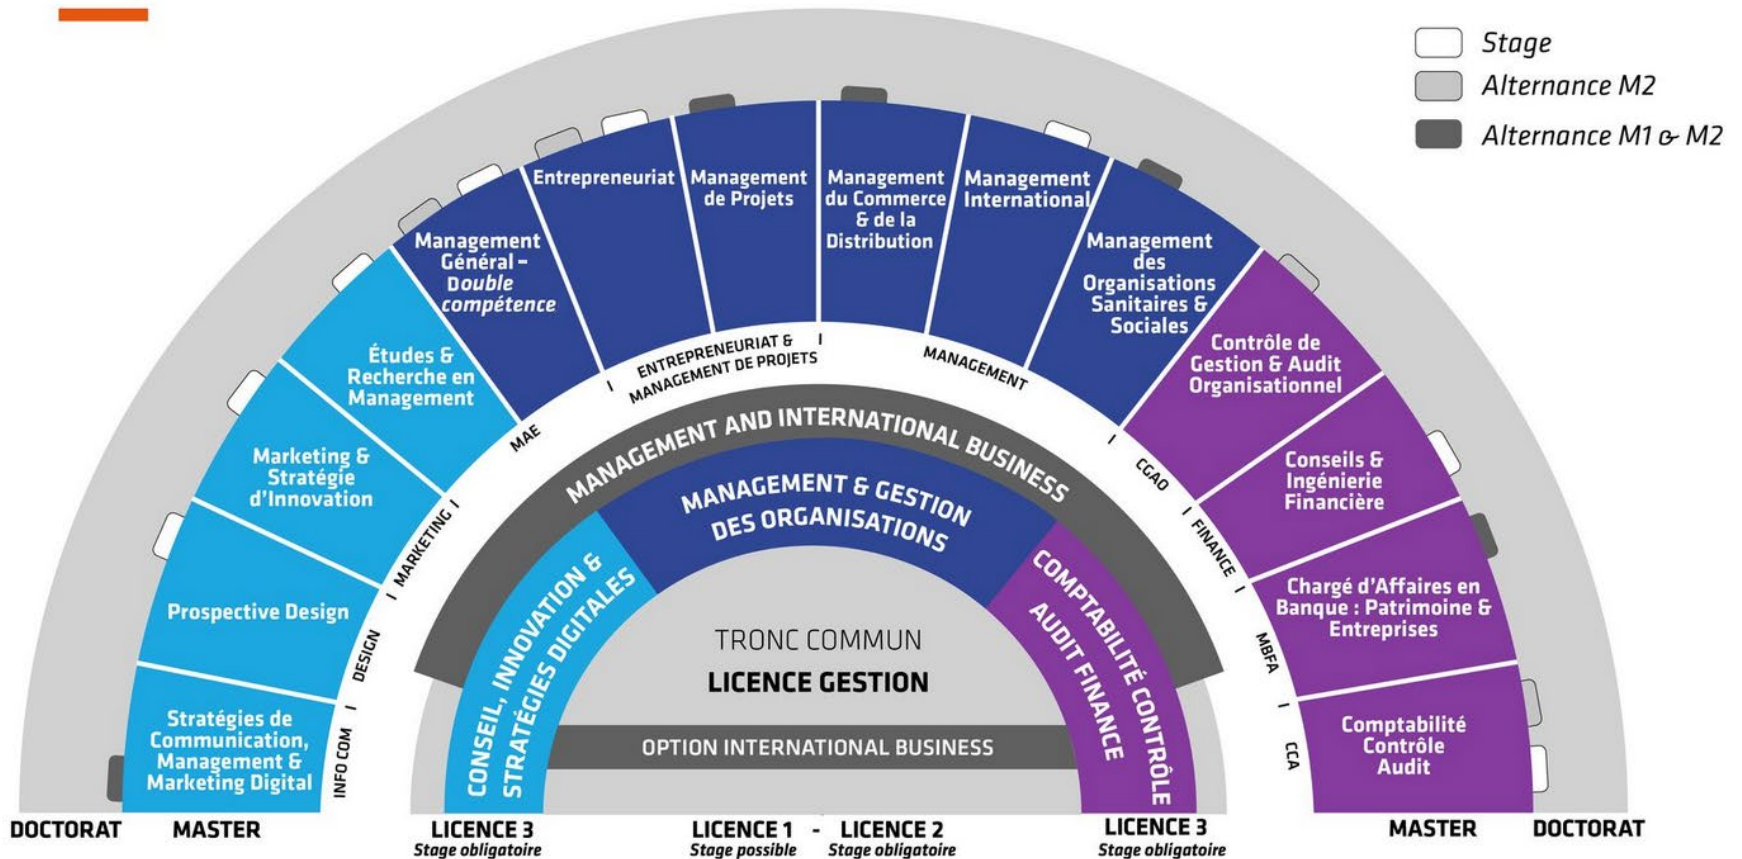 Stage
Alternance M2
Alternance M1 & M2
Stratégies de
Communication,
Management &
Marketing Digital
Prospective Design
Marketing &
Stratégie
d'Innovation
Études &
Recherche en
Management
Management
Général -
Double
compétence
Entrepreneuriat
Management
de Projets
Management
du Commerce
& de la
Distribution
Management
International
Management
des
Organisations
Sanitaires &
Sociales
Contrôle de
Gestion & Audit
Organisationnel
Conseils &
Ingénierie
Financière
Chargé d'Affaires en
Banque : Patrimoine &
Entreprises
Comptabilité
Contrôle
Audit
INFO COM
DESIGN
MARKETING
MAE
ENTREPRENEURIAT &
MANAGEMENT DE PROJETS
MANAGEMENT
CGAO
FINANCE
MBFA
CCA
MANAGEMENT AND INTERNATIONAL BUSINESS
CONSEIL, INNOVATION &
STRATÉGIES DIGITALES
MANAGEMENT & GESTION
DES ORGANISATIONS
COMPTABILITÉ CONTRÔLE
AUDIT FINANCE
TRONC COMMUN
LICENCE GESTION
OPTION INTERNATIONAL BUSINESS
DOCTORAT
MASTER
LICENCE 3
Stage obligatoire
LICENCE 1 - LICENCE 2
Stage possible
Stage obligatoire
LICENCE 3
Stage obligatoire
MASTER
DOCTORAT